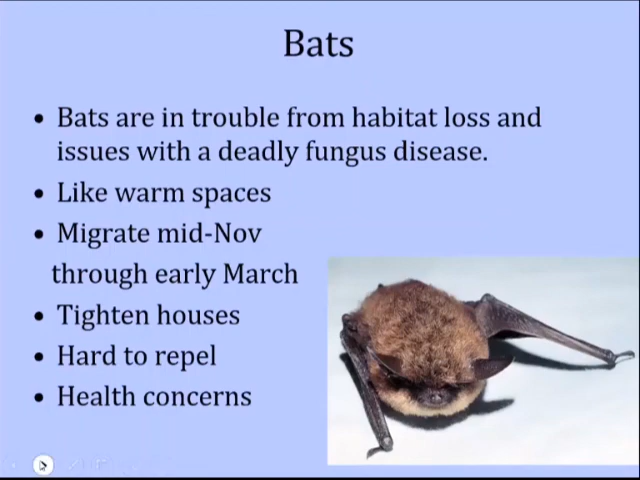 Bats
• Bats are in trouble from habitat loss and
issues with a deadly fungus disease.
• Like warm spaces
• Migrate mid-Nov
through early March
• Tighten houses
• Hard to repel
• Health concerns